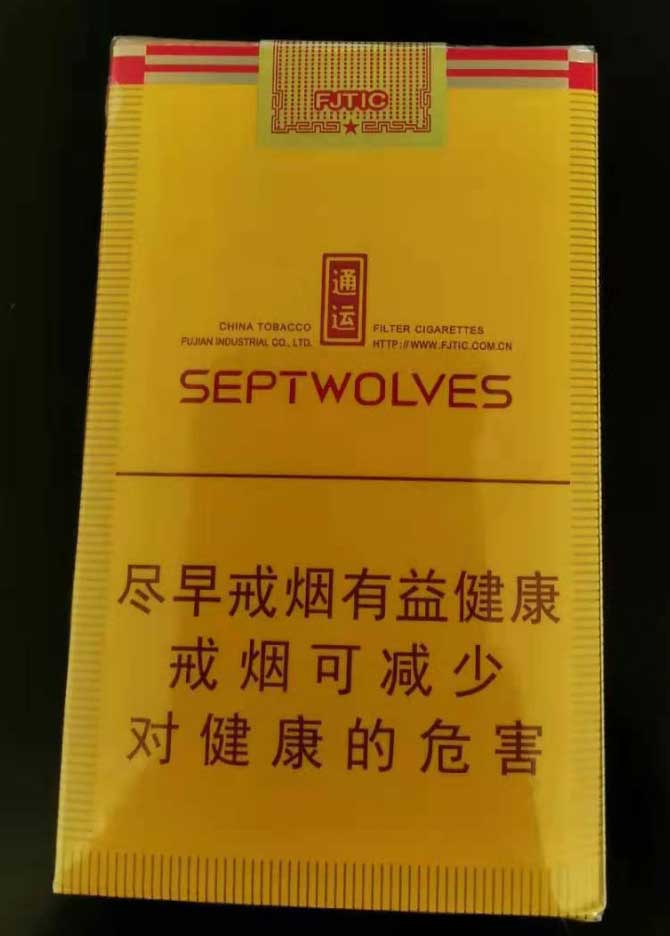 FJTIC
通运
CHINA TOBACCO FILTER CIGARETTES
FUJIAN INDUSTRIAL CO., LTD. HTTP://WWW.FJTIC.COM.CN
SEPTWOLVES
尽早戒烟有益健康
戒烟可减少
对健康的危害